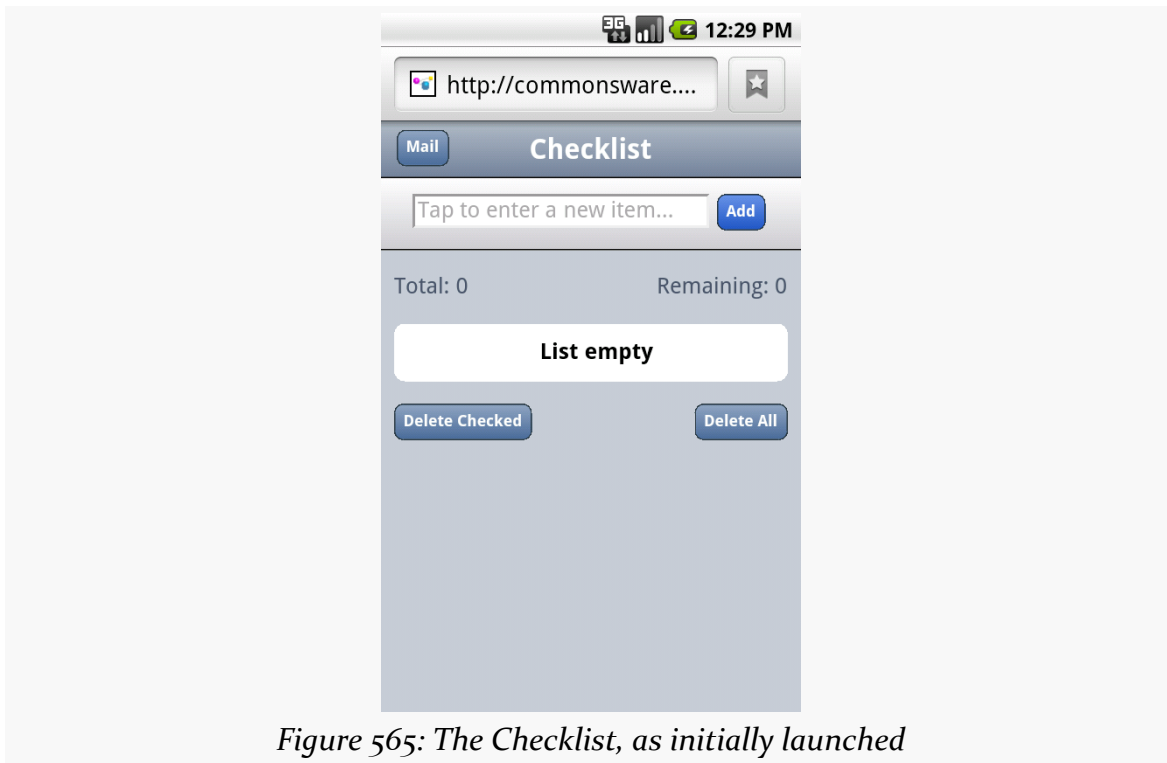 3G 12:29 PM
http://commonsware....
Mail Checklist
Tap to enter a new item... Add
Total: 0 Remaining: 0
List empty
Delete Checked Delete All
Figure 565: The Checklist, as initially launched